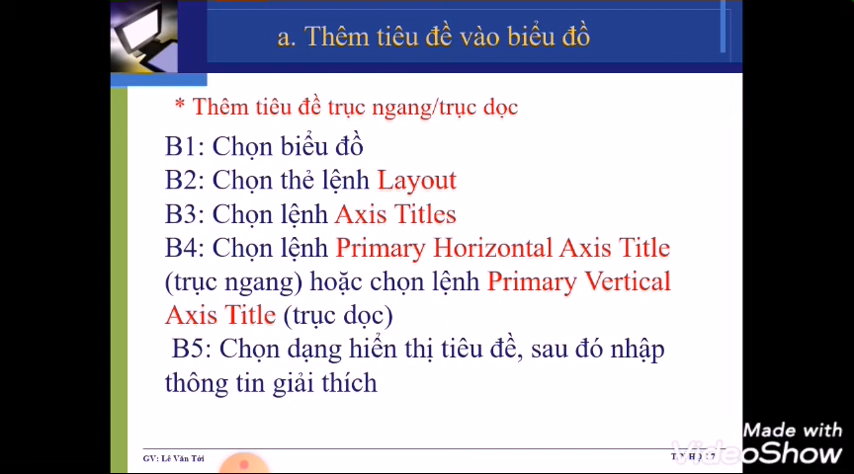 a. Thêm tiêu đề vào biểu đồ
* Thêm tiêu đề trục ngang/trục dọc
B1: Chọn biểu đồ
B2: Chọn thẻ lệnh Layout
B3: Chọn lệnh Axis Titles
B4: Chọn lệnh Primary Horizontal Axis Title
(trục ngang) hoặc chọn lệnh Primary Vertical
Axis Title (trục dọc)
B5: Chọn dạng hiển thị tiêu đề, sau đó nhập
thông tin giải thích
GV: Lê Văn Tới
Made with
VideoShow